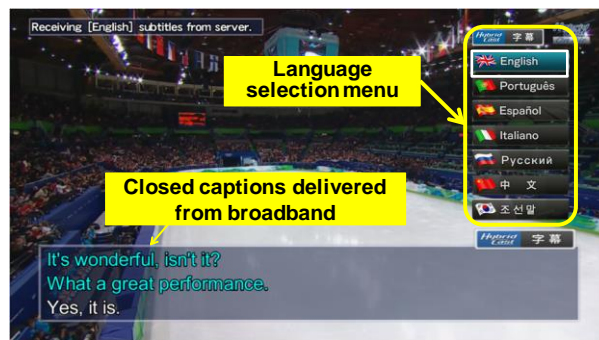 Receiving [English] subtitles from server.
Hybrid Cast 字幕
English
Language
selection menu
Português
Español
Italiano
Русский
Closed captions delivered
from broadband
中 文
조선말
Hybrid Cast 字幕
It's wonderful, isn't it?
What a great performance.
Yes, it is.